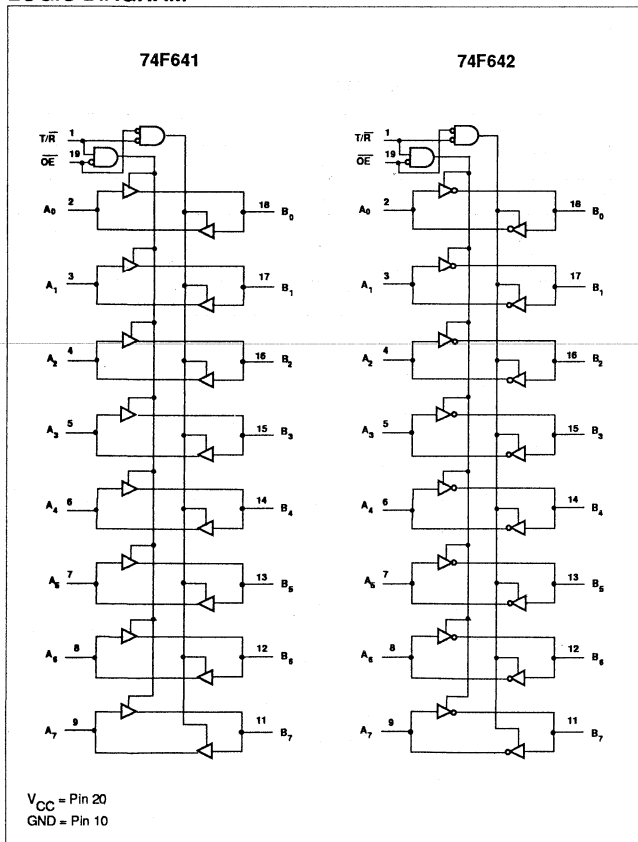 LOGIC DIAGRAM
74F641
T/R̅ 1
O̅E̅ 19
A0 2 18 B0
A1 3 17 B1
A2 4 16 B2
A3 5 15 B3
A4 6 14 B4
A5 7 13 B5
A6 8 12 B6
A7 9 11 B7
74F642
T/R̅ 1
O̅E̅ 19
A0 2 18 B0
A1 3 17 B1
A2 4 16 B2
A3 5 15 B3
A4 6 14 B4
A5 7 13 B5
A6 8 12 B6
A7 9 11 B7
VCC = Pin 20
GND = Pin 10